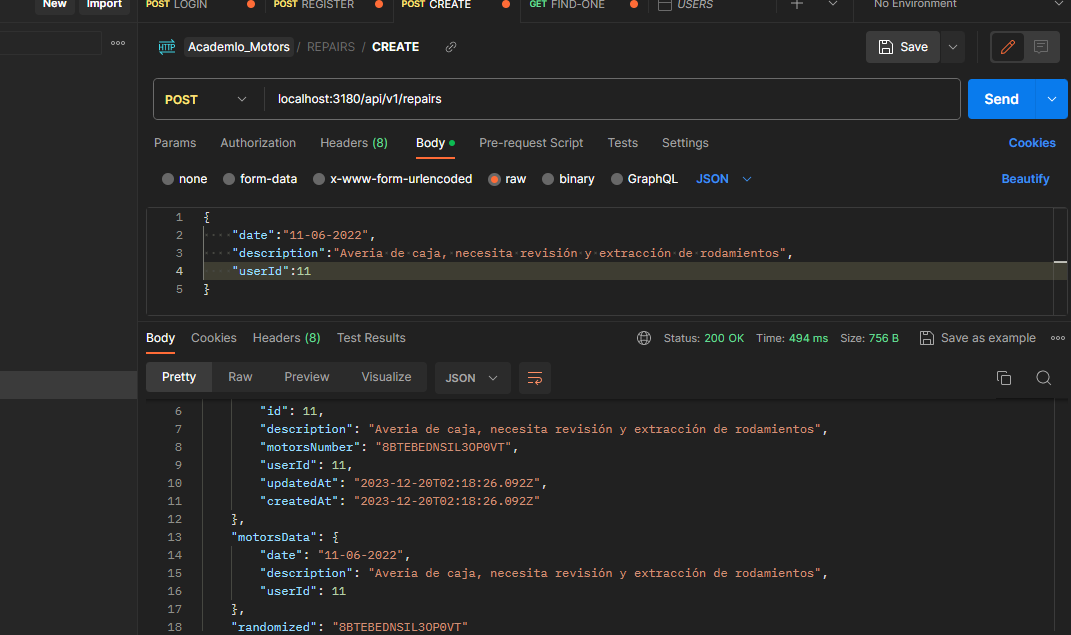 New Import POST LOGIN POST REGISTER POST CREATE GET FIND-ONE USERS No Environment
HTTP Academlo_Motors / REPAIRS / CREATE Save
POST localhost:3180/api/v1/repairs Send
Params Authorization Headers (8) Body Pre-request Script Tests Settings Cookies
none form-data x-www-form-urlencoded raw binary GraphQL JSON Beautify
1 {
2 "date":"11-06-2022",
3 "description":"Averia de caja, necesita revisión y extracción de rodamientos",
4 "userId":11
5 }
Body Cookies Headers (8) Test Results Status: 200 OK Time: 494 ms Size: 756 B Save as example
Pretty Raw Preview Visualize JSON
6 "id": 11,
7 "description": "Averia de caja, necesita revisión y extracción de rodamientos",
8 "motorsNumber": "8BTEBEDNSIL3OP0VT",
9 "userId": 11,
10 "updatedAt": "2023-12-20T02:18:26.092Z",
11 "createdAt": "2023-12-20T02:18:26.092Z"
12 },
13 "motorsData": {
14 "date": "11-06-2022",
15 "description": "Averia de caja, necesita revisión y extracción de rodamientos",
16 "userId": 11
17 },
18 "randomized": "8BTEBEDNSIL3OP0VT"